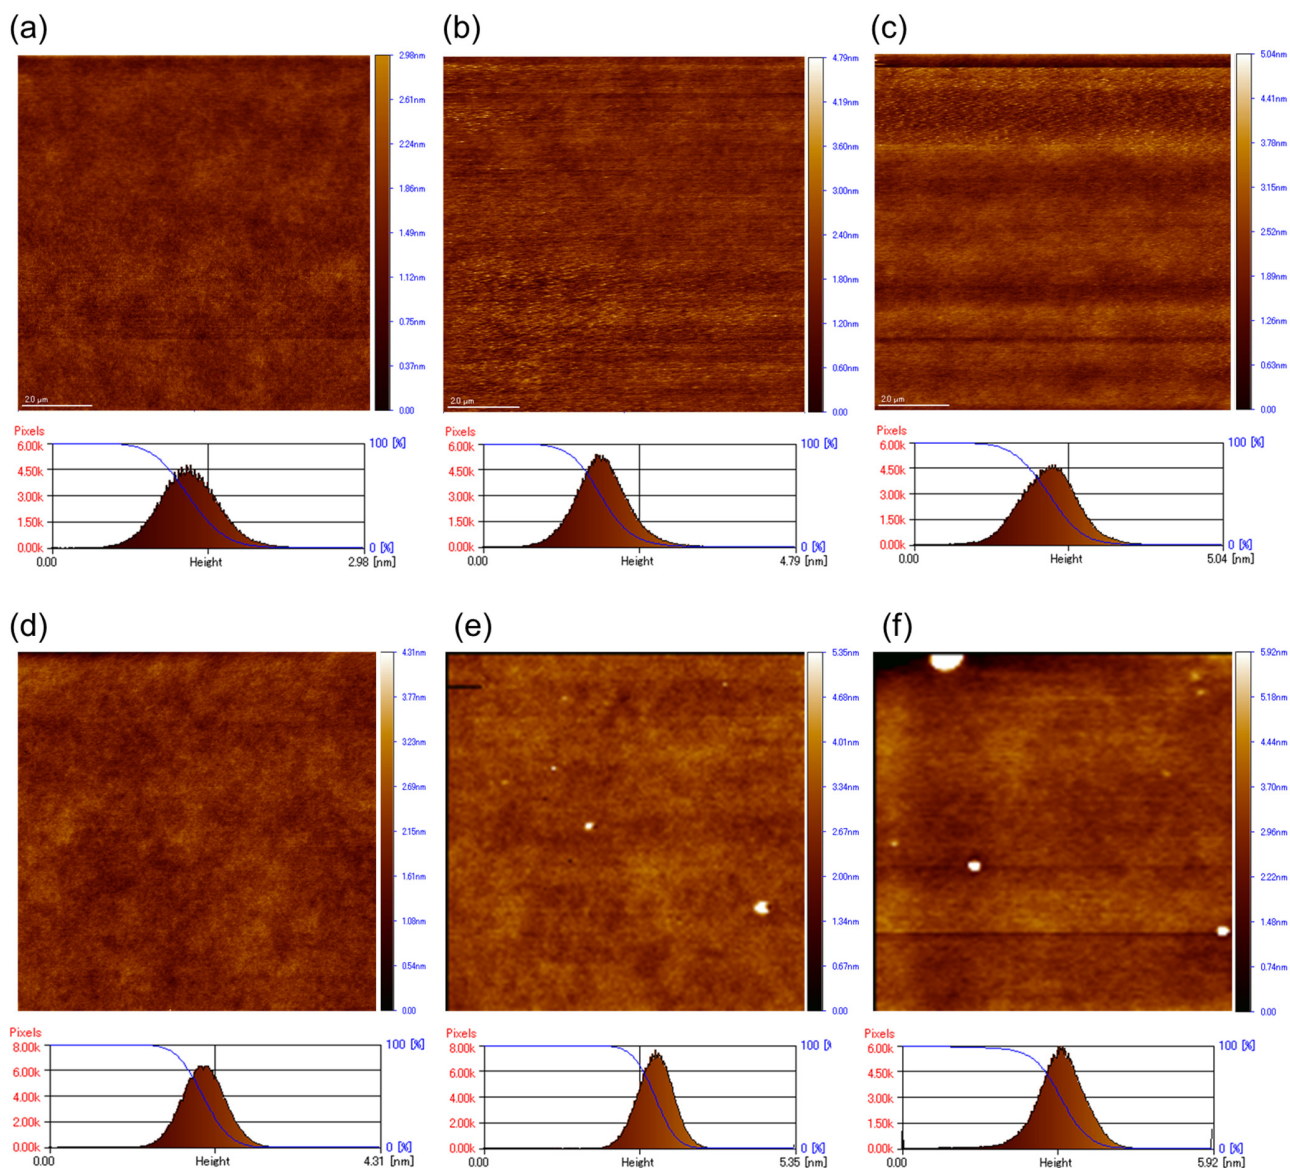 (a)
2.98nm
2.61nm
2.24nm
1.86nm
1.49nm
1.12nm
0.75nm
0.37nm
0.00
2.0 µm
Pixels
6.00k
4.50k
3.00k
1.50k
0.00k
100 [%]
0 [%]
0.00
Height
2.98 [nm]
(b)
4.79nm
4.19nm
3.60nm
3.00nm
2.40nm
1.80nm
1.20nm
0.60nm
0.00
2.0 µm
Pixels
6.00k
4.50k
3.00k
1.50k
0.00k
100 [%]
0 [%]
0.00
Height
4.79 [nm]
(c)
5.04nm
4.41nm
3.78nm
3.15nm
2.52nm
1.89nm
1.26nm
0.63nm
0.00
2.0 µm
Pixels
6.00k
4.50k
3.00k
1.50k
0.00k
100 [%]
0 [%]
0.00
Height
5.04 [nm]
(d)
4.31nm
3.77nm
3.23nm
2.69nm
2.15nm
1.61nm
1.08nm
0.54nm
0.00
Pixels
8.00k
6.00k
4.00k
2.00k
0.00k
100 [%]
0 [%]
0.00
Height
4.31 [nm]
(e)
5.35nm
4.68nm
4.01nm
3.34nm
2.67nm
2.00nm
1.34nm
0.67nm
0.00
Pixels
8.00k
6.00k
4.00k
2.00k
0.00k
100 [%
0 [%]
0.00
Height
5.35 [nm]
(f)
5.92nm
5.18nm
4.44nm
3.70nm
2.96nm
2.22nm
1.48nm
0.74nm
0.00
Pixels
6.00k
4.50k
3.00k
1.50k
0.00k
100 [%]
0 [%]
0.00
Height
5.92 [nm]